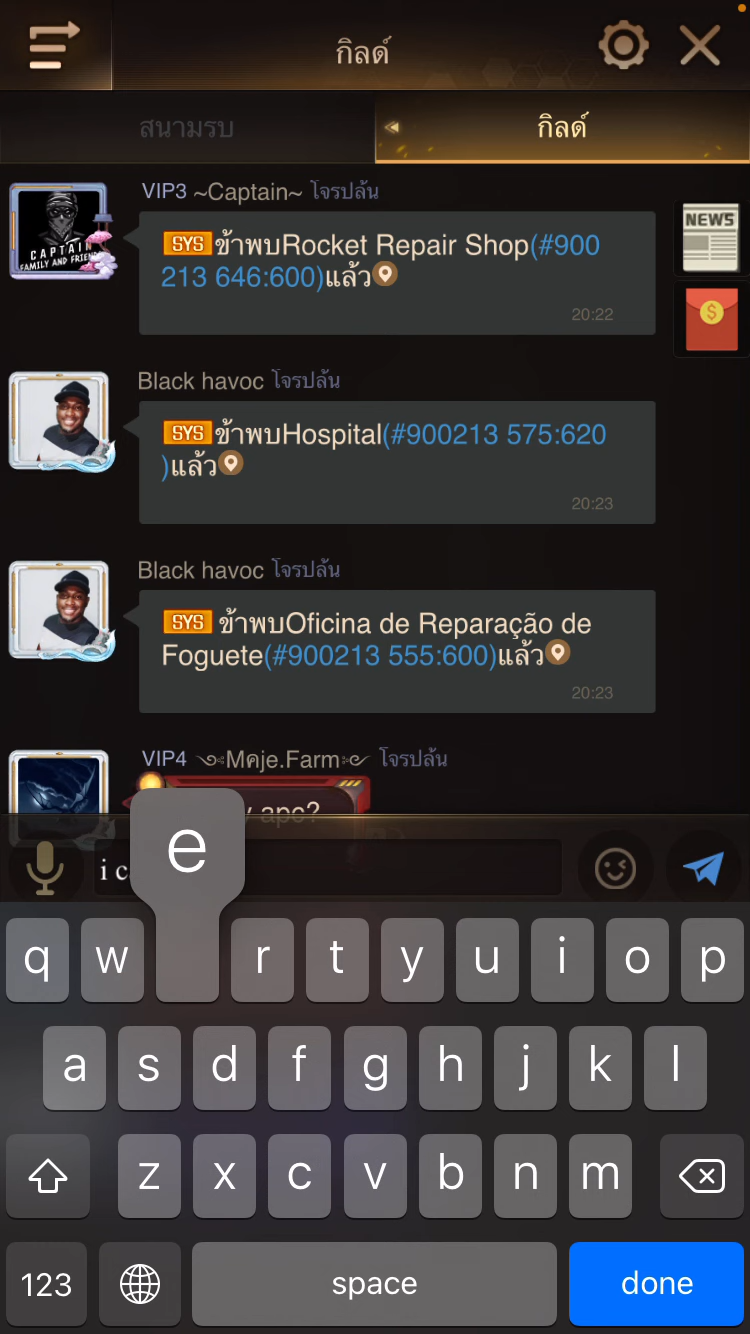 กิลด์
สนามรบ
กิลด์
CAPTAIN
FAMILY AND FRIEN
VIP3 ~Captain~ โจรปล้น
SYS ข้าพบRocket Repair Shop(#900
213 646:600)แล้ว
20:22
NEWS
$
Black havoc โจรปล้น
SYS ข้าพบHospital(#900213 575:620
)แล้ว
20:23
Black havoc โจรปล้น
SYS ข้าพบOficina de Reparação de
Foguete(#900213 555:600)แล้ว
20:23
VIP4 ࿐Mคje.Farm࿐ โจรปล้น
apc?
e
i c
q w r t y u i o p
a s d f g h j k l
z x c v b n m
123 space done